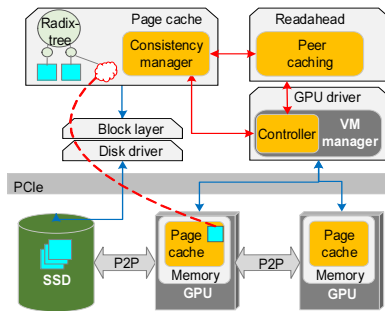 Radix-
tree
Page cache
Consistency
manager
Readahead
Peer
caching
GPU driver
Controller
VM
manager
Block layer
Disk driver
PCIe
SSD
P2P
Page
cache
Memory
GPU
P2P
Page
cache
Memory
GPU